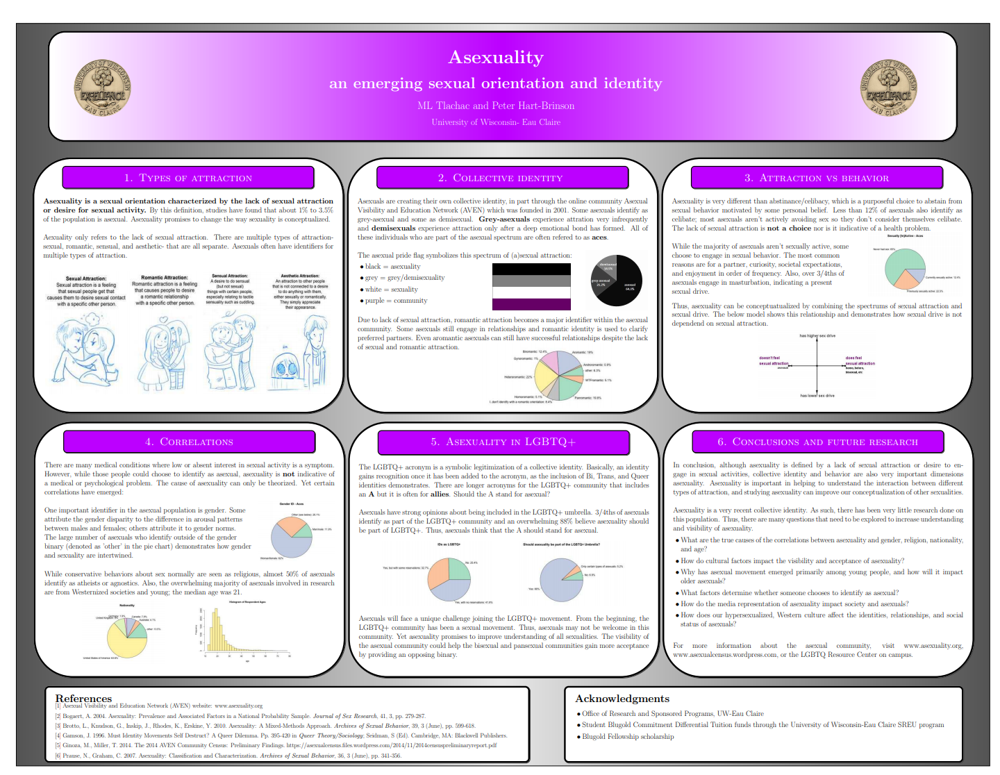 Asexuality
an emerging sexual orientation and identity
ML Tlachac and Peter Hart-Brinson
University of Wisconsin- Eau Claire
UNIVERSITY OF WISCONSIN
EXCELLENCE
EAU CLAIRE
UNIVERSITY OF WISCONSIN
EXCELLENCE
EAU CLAIRE
1. Types of attraction
Asexuality is a sexual orientation characterized by the lack of sexual attraction
or desire for sexual activity. By this definition, studies have found that about 1% to 3.5%
of the population is asexual. Asexuality promises to change the way sexuality is conceptualized.
Aexuality only refers to the lack of sexual attraction. There are multiple types of attraction-
sexual, romantic, sensual, and aesthetic- that are all separate. Asexuals often have identifiers for
multiple types of attraction.
Sexual Attraction:
Sexual attraction is a feeling
that sexual people get that
causes them to desire sexual contact
with a specific other person.
Romantic Attraction:
Romantic attraction is a feeling
that causes people to desire
a romantic relationship
with a specific other person.
Sensual Attraction:
A desire to do sensual
(but not sexual)
things with certain people,
especially relating to tactile
sensuality such as cuddling.
Aesthetic Attraction:
An attraction to other people
that is not connected to a desire
to do anything with them,
either sexually or romantically.
They simply appreciate
their appearance.
2. Collective identity
Asexuals are creating their own collective identity, in part through the online community Asexual
Visibility and Education Network (AVEN) which was founded in 2001. Some asexuals identify as
grey-asexual and some as demisexual. Grey-asexuals experience attration very infrequently
and demisexuals experience attraction only after a deep emotional bond has formed. All of
these individuals who are part of the asexual spectrum are often refered to as aces.
The asexual pride flag symbolizes this spectrum of (a)sexual attraction:
• black = asexuality
• grey = grey/demisexuality
• white = sexuality
• purple = community
demisexual
14.5%
grey-asexual
21.2%
asexual
64.3%
Due to lack of sexual attraction, romantic attraction becomes a major identifier within the asexual
community. Some asexuals still engage in relationships and romantic identity is used to clarify
preferred partners. Even aromantic asexuals can still have successful relationships despite the lack
of sexual and romantic attraction.
Biromantic: 12.4%
Aromantic: 19%
Gynoromantic: 1%
Androromantic: 0.9%
other: 6.3%
Heteroromantic: 22%
WTFromantic: 5.1%
Homoromantic: 5.1%
Panromantic: 19.8%
I, don't identify with a romantic orientation: 8.4%
3. Attraction vs behavior
Asexuality is very different than abstinance/celibacy, which is a purposeful choice to abstain from
sexual behavior motivated by some personal belief. Less than 12% of asexuals also identify as
celibate; most asexuals aren't actively avoiding sex so they don't consider themselves celibate.
The lack of sexual attraction is not a choice nor is it indicative of a health problem.
While the majority of asexuals aren't sexually active, some
choose to engage in sexual behavior. The most common
reasons are for a partner, curiosity, societal expectations,
and enjoyment in order of frequency. Also, over 3/4ths of
asexuals engage in masturbation, indicating a present
sexual drive.
Sexually [In]Active - Aces
Never had sex: 65%
Currently sexually active: 12.4%
Previously sexually active: 22.3%
Thus, asexuality can be conceptuatualized by combining the spectrums of sexual attraction and
sexual drive. The below model shows this relationship and demonstrates how sexual drive is not
dependent on sexual attraction.
has higher sex drive
doesn't feel
sexual attraction
asexual
does feel
sexual attraction
homo, hetero,
bisexual, etc
has lower sex drive
4. Correlations
There are many medical conditions where low or absent interest in sexual activity is a symptom.
However, while those people could choose to identify as asexual, asexuality is not indicative of
a medical or psychological problem. The cause of asexuality can only be theorized. Yet certain
correlations have emerged:
One important identifier in the asexual population is gender. Some
attribute the gender disparity to the difference in arousal patterns
between males and females; others attribute it to gender norms.
The large number of asexuals who identify outside of the gender
binary (denoted as 'other' in the pie chart) demonstrates how gender
and sexuality are intertwined.
Gender ID - Aces
Other (see below): 26.1%
Man/male: 11.9%
Woman/female: 62%
While conservative behaviors about sex normally are seen as religious, almost 50% of asexuals
identify as atheists or agnostics. Also, the overwhelming majority of asexuals involved in research
are from Westernized societies and young; the median age was 21.
Nationality
Germany: 1.9%
Canada: 7.9%
Australia: 4.1%
other: 13.6%
United States of America: 63.6%
Histogram of Respondent Ages
Frequency
10 20 30 40 50 60 70 80
5. Asexuality in LGBTQ+
The LGBTQ+ acronym is a symbolic legitimization of a collective identity. Basically, an identity
gains recognition once it has been added to the acronym, as the inclusion of Bi, Trans, and Queer
identities demonstrates. There are longer acronyms for the LGBTQ+ community that includes
an A but it is often for allies. Should the A stand for asexual?
Asexuals have strong opinions about being included in the LGBTQ+ umbrella. 3/4ths of asexuals
identify as part of the LGBTQ+ community and an overwhelming 88% believe asexuality should
be part of LGBTQ+. Thus, asexuals think that the A should stand for asexual.
IDs as LGBTQ+
No: 25.4%
Yes, but with some reservations: 32.7%
Yes, with no reservations: 41.9%
Should asexuality be part of the LGBTQ+ Umbrella?
Only certain types of asexuals: 5.2%
No: 6.8%
Yes: 88%
Asexuals will face a unique challenge joining the LGBTQ+ movement. From the beginning, the
LGBTQ+ community has been a sexual movement. Thus, asexuals may not be welcome in this
community. Yet asexuality promises to improve understanding of all sexualities. The visibility of
the asexual community could help the bisexual and pansexual communities gain more acceptance
by providing an opposing binary.
6. Conclusions and future research
In conclusion, although asexuality is defined by a lack of sexual attraction or desire to en-
gage in sexual activities, collective identity and behavior are also very important dimensions
asexuality. Asexuality is important in helping to understand the interaction between different
types of attraction, and studying asexuality can improve our conceptualization of other sexualities.
Asexuality is a very recent collective identity. As such, there has been very little research done on
this population. Thus, there are many questions that need to be explored to increase understanding
and visibility of asexuality.
• What are the true causes of the correlations between asexuality and gender, religion, nationality,
and age?
• How do cultural factors impact the visibility and acceptance of asexuality?
• Why has asexual movement emerged primarily among young people, and how will it impact
older asexuals?
• What factors determine whether someone chooses to identify as asexual?
• How do the media representation of asexuality impact society and asexuals?
• How does our hypersexualized, Western culture affect the identities, relationships, and social
status of asexuals?
For more information about the asexual community, visit www.asexuality.org,
www.asexualcensus.wordpress.com, or the LGBTQ Resource Center on campus.
References
[1] Asexual Visibility and Education Network (AVEN) website: www.asexuality.org
[2] Bogaert, A. 2004. Asexuality: Prevalence and Associated Factors in a National Probability Sample. Journal of Sex Research, 41, 3, pp. 279-287.
[3] Brotto, L., Knudson, G., Inskip, J., Rhodes, K., Erskine, Y. 2010. Asexuality: A Mixed-Methods Approach. Archives of Sexual Behavior, 39, 3 (June), pp. 599-618.
[4] Gamson, J. 1996. Must Identity Movements Self Destruct? A Queer Dilemma. Pp. 395-420 in Queer Theory/Sociology; Seidman, S (Ed). Cambridge, MA: Blackwell Publishers.
[5] Ginoza, M., Miller, T. 2014. The 2014 AVEN Community Census: Preliminary Findings. https://asexualcensus.files.wordpress.com/2014/11/2014censuspreliminaryreport.pdf
[6] Prause, N., Graham, C. 2007. Asexuality: Classification and Characterization. Archives of Sexual Behavior, 36, 3 (June), pp. 341-356.
Acknowledgments
• Office of Research and Sponsored Programs, UW-Eau Claire
• Student Blugold Commitment Differential Tuition funds through the University of Wisconsin-Eau Claire SREU program
• Blugold Fellowship scholarship